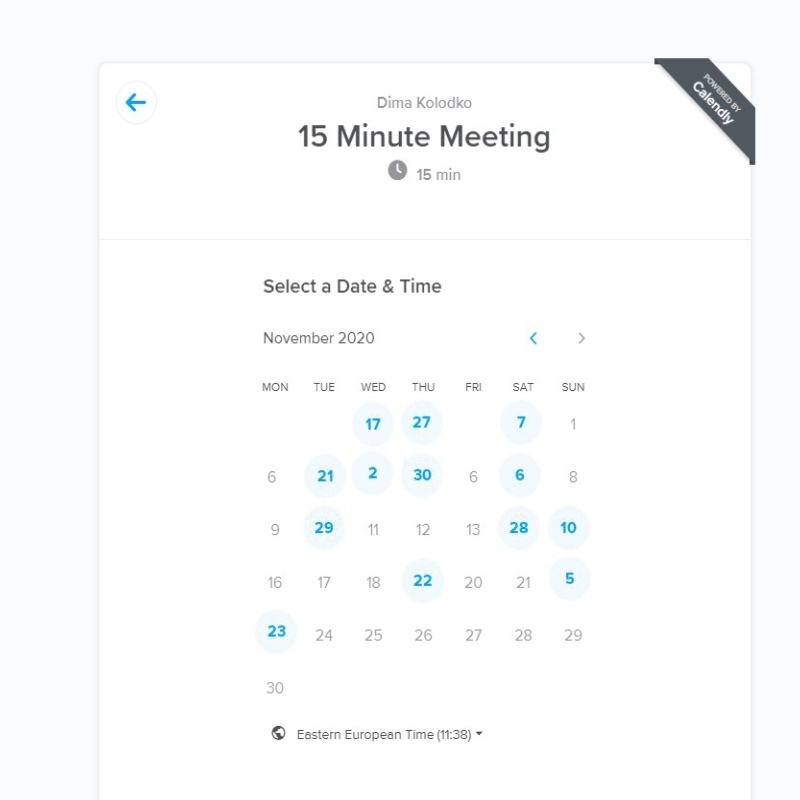 POWERED BY
Calendly
Dima Kolodko
15 Minute Meeting
15 min
Select a Date & Time
November 2020
MON TUE WED THU FRI SAT SUN
17 27 7 1
6 21 2 30 6 6 8
9 29 11 12 13 28 10
16 17 18 22 20 21 5
23 24 25 26 27 28 29
30
Eastern European Time (11:38)